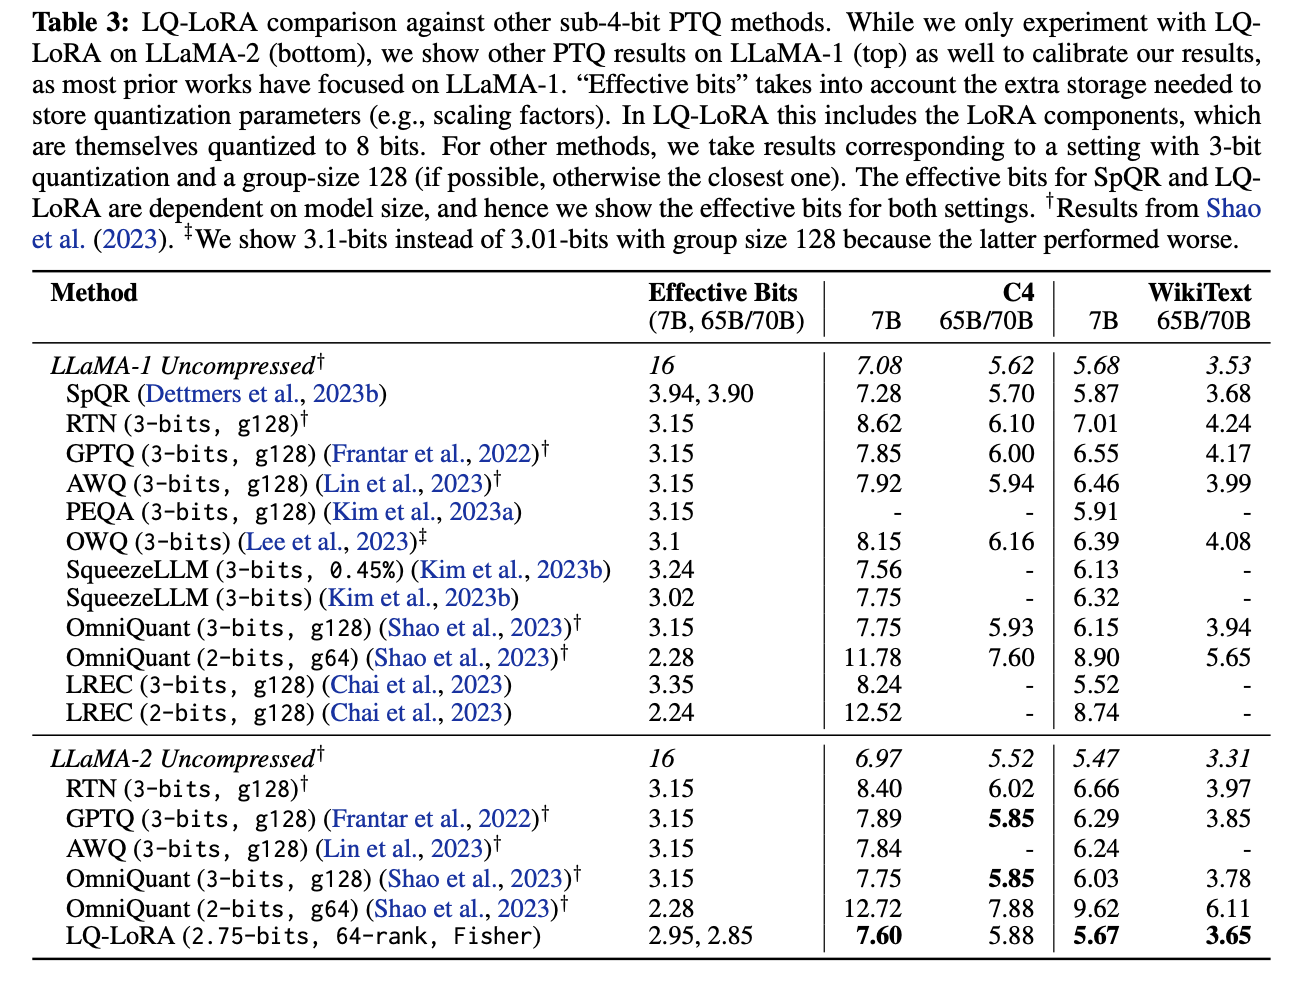 Table 3: LQ-LoRA comparison against other sub-4-bit PTQ methods. While we only experiment with LQ-
LoRA on LLaMA-2 (bottom), we show other PTQ results on LLaMA-1 (top) as well to calibrate our results,
as most prior works have focused on LLaMA-1. “Effective bits” takes into account the extra storage needed to
store quantization parameters (e.g., scaling factors). In LQ-LoRA this includes the LoRA components, which
are themselves quantized to 8 bits. For other methods, we take results corresponding to a setting with 3-bit
quantization and a group-size 128 (if possible, otherwise the closest one). The effective bits for SpQR and LQ-
LoRA are dependent on model size, and hence we show the effective bits for both settings. †Results from Shao
et al. (2023). ‡We show 3.1-bits instead of 3.01-bits with group size 128 because the latter performed worse.
Method Effective Bits C4 WikiText
(7B, 65B/70B) 7B 65B/70B 7B 65B/70B
LLaMA-1 Uncompressed† 16 7.08 5.62 5.68 3.53
SpQR (Dettmers et al., 2023b) 3.94, 3.90 7.28 5.70 5.87 3.68
RTN (3-bits, g128)† 3.15 8.62 6.10 7.01 4.24
GPTQ (3-bits, g128) (Frantar et al., 2022)† 3.15 7.85 6.00 6.55 4.17
AWQ (3-bits, g128) (Lin et al., 2023)† 3.15 7.92 5.94 6.46 3.99
PEQA (3-bits, g128) (Kim et al., 2023a) 3.15 - - 5.91 -
OWQ (3-bits) (Lee et al., 2023)‡ 3.1 8.15 6.16 6.39 4.08
SqueezeLLM (3-bits, 0.45%) (Kim et al., 2023b) 3.24 7.56 - 6.13 -
SqueezeLLM (3-bits) (Kim et al., 2023b) 3.02 7.75 - 6.32 -
OmniQuant (3-bits, g128) (Shao et al., 2023)† 3.15 7.75 5.93 6.15 3.94
OmniQuant (2-bits, g64) (Shao et al., 2023)† 2.28 11.78 7.60 8.90 5.65
LREC (3-bits, g128) (Chai et al., 2023) 3.35 8.24 - 5.52 -
LREC (2-bits, g128) (Chai et al., 2023) 2.24 12.52 - 8.74 -
LLaMA-2 Uncompressed† 16 6.97 5.52 5.47 3.31
RTN (3-bits, g128)† 3.15 8.40 6.02 6.66 3.97
GPTQ (3-bits, g128) (Frantar et al., 2022)† 3.15 7.89 5.85 6.29 3.85
AWQ (3-bits, g128) (Lin et al., 2023)† 3.15 7.84 - 6.24 -
OmniQuant (3-bits, g128) (Shao et al., 2023)† 3.15 7.75 5.85 6.03 3.78
OmniQuant (2-bits, g64) (Shao et al., 2023)† 2.28 12.72 7.88 9.62 6.11
LQ-LoRA (2.75-bits, 64-rank, Fisher) 2.95, 2.85 7.60 5.88 5.67 3.65